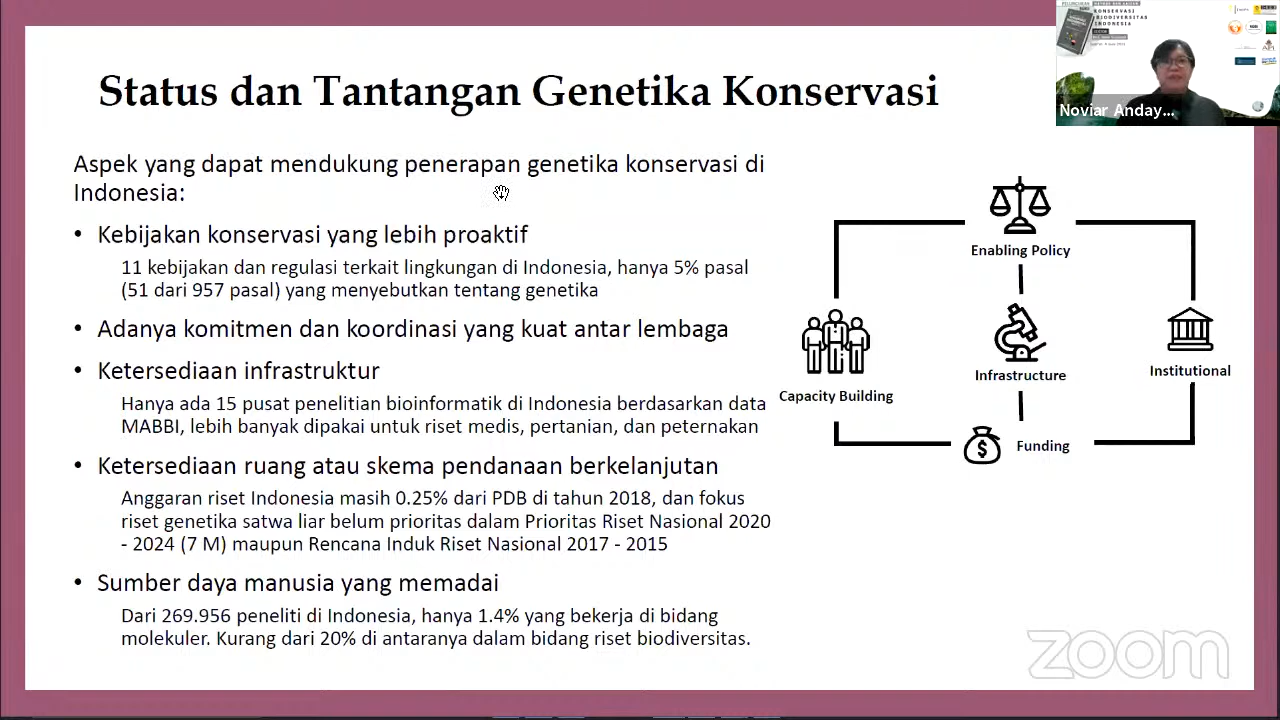 Status dan Tantangan Genetika Konservasi
Aspek yang dapat mendukung penerapan genetika konservasi di
Indonesia:
• Kebijakan konservasi yang lebih proaktif
11 kebijakan dan regulasi terkait lingkungan di Indonesia, hanya 5% pasal
(51 dari 957 pasal) yang menyebutkan tentang genetika
• Adanya komitmen dan koordinasi yang kuat antar lembaga
• Ketersediaan infrastruktur
Hanya ada 15 pusat penelitian bioinformatik di Indonesia berdasarkan data
MABBI, lebih banyak dipakai untuk riset medis, pertanian, dan peternakan
• Ketersediaan ruang atau skema pendanaan berkelanjutan
Anggaran riset Indonesia masih 0.25% dari PDB di tahun 2018, dan fokus
riset genetika satwa liar belum prioritas dalam Prioritas Riset Nasional 2020
- 2024 (7 M) maupun Rencana Induk Riset Nasional 2017 - 2015
• Sumber daya manusia yang memadai
Dari 269.956 peneliti di Indonesia, hanya 1.4% yang bekerja di bidang
molekuler. Kurang dari 20% di antaranya dalam bidang riset biodiversitas.
Enabling Policy
Capacity Building
Infrastructure
Institutional
$
Funding
KONSERVASI
BIODIVERSITAS
INDONESIA
Noviar Anday...
zoom